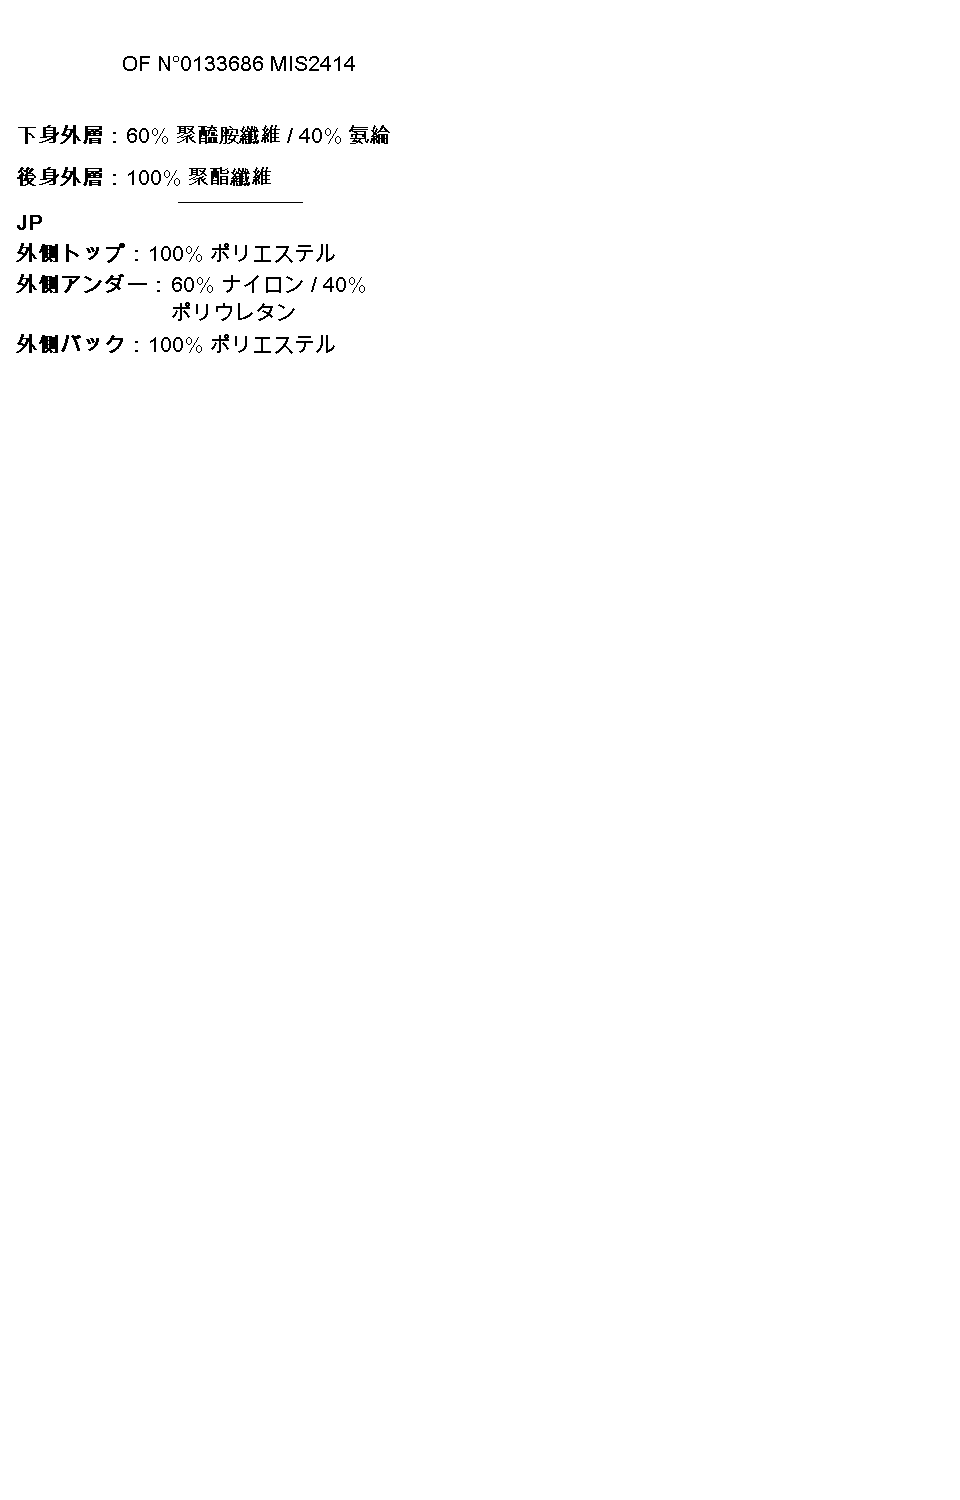 OF N°0133686 MIS2414
下身外層 : 60% 聚醯胺纖維 / 40% 氨綸
後身外層 : 100% 聚酯纖維
JP
外側トップ : 100% ポリエステル
外側アンダー : 60% ナイロン / 40%
ポリウレタン
外側バック : 100% ポリエステル